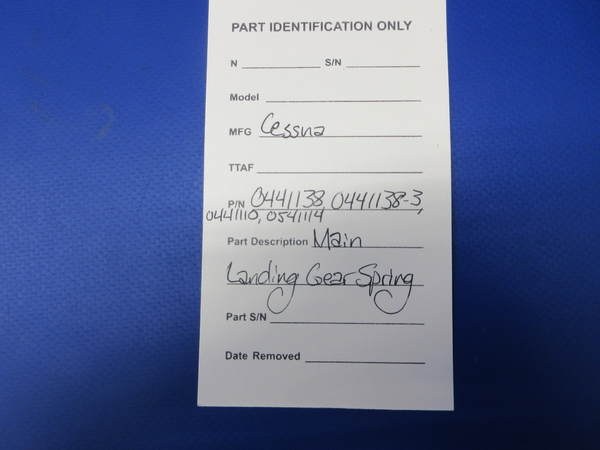 PART IDENTIFICATION ONLY
N S/N
Model
MFG Cessna
TTAF
P/N 0441138, 0441138-3,
0441110, 0541114
Part Description Main
Landing Gear Spring
Part S/N
Date Removed